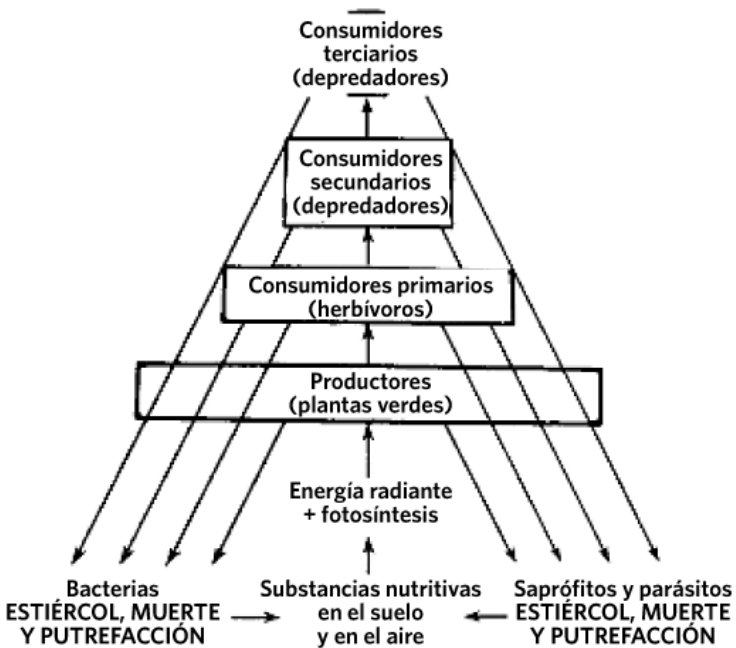 Consumidores
terciarios
(depredadores)
Consumidores
secundarios
(depredadores)
Consumidores primarios
(herbívoros)
Productores
(plantas verdes)
Energía radiante
+ fotosíntesis
Bacterias
ESTIÉRCOL, MUERTE
Y PUTREFACCIÓN
Substancias nutritivas
en el suelo
y en el aire
Saprófitos y parásitos
ESTIÉRCOL, MUERTE
Y PUTREFACCIÓN